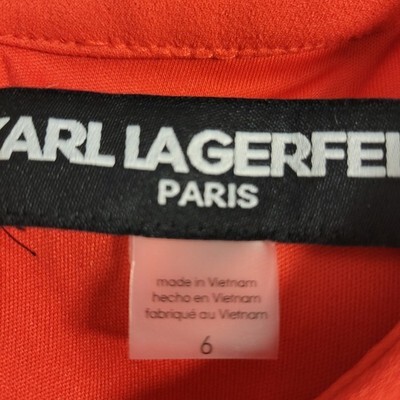 KARL LAGERFEL
PARIS
made in Vietnam
hecho en Vietnam
fabriqué au Vietnam
6